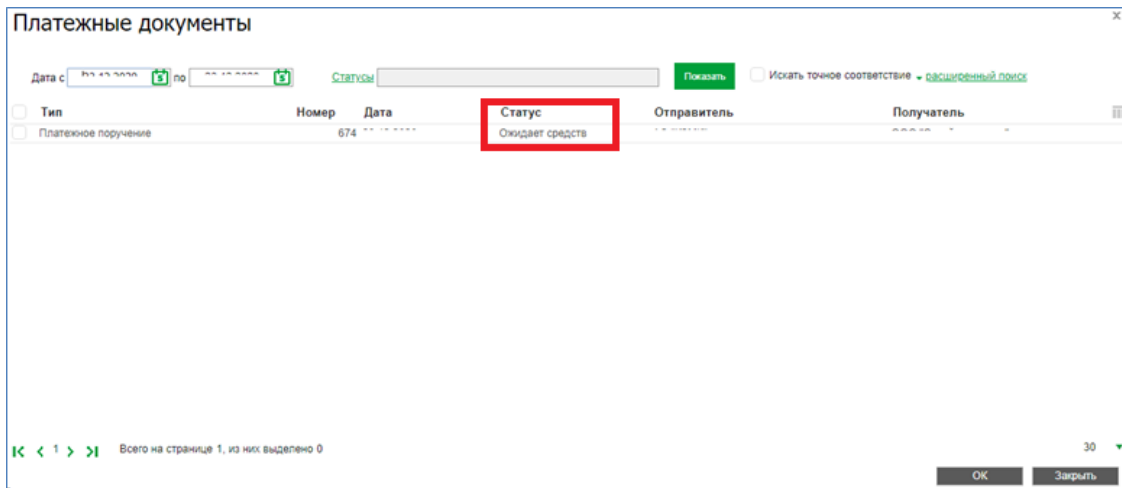 Платежные документы
Дата с по Статусы Показать Искать точное соответствие расширенный поиск
Тип Номер Дата Статус Отправитель Получатель
Платежное поручение 674 Ожидает средств
1 Всего на странице 1, из них выделено 0 30
ОК Закрыть